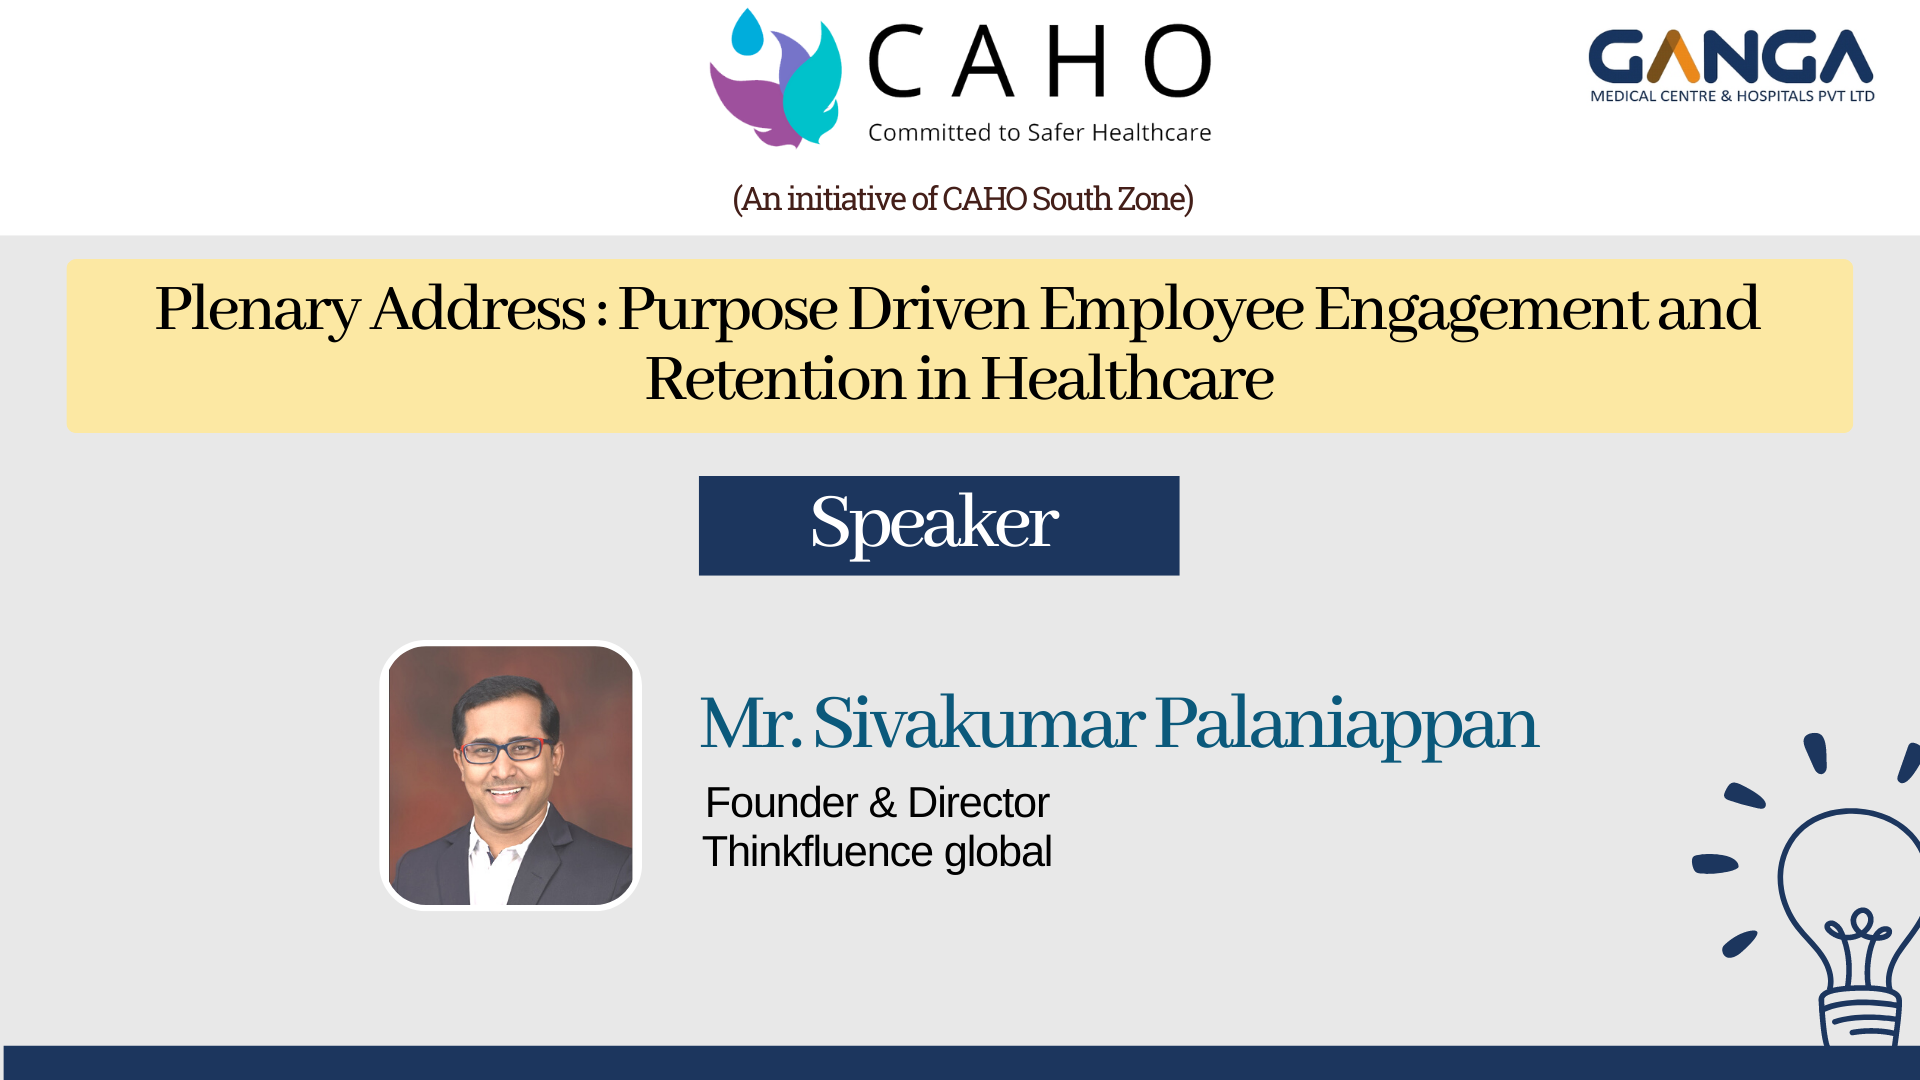 CAHO
Committed to Safer Healthcare
GANGA
MEDICAL CENTRE & HOSPITALS PVT LTD
(An initiative of CAHO South Zone)
Plenary Address : Purpose Driven Employee Engagement and
Retention in Healthcare
Speaker
Mr. Sivakumar Palaniappan
Founder & Director
Thinkfluence global